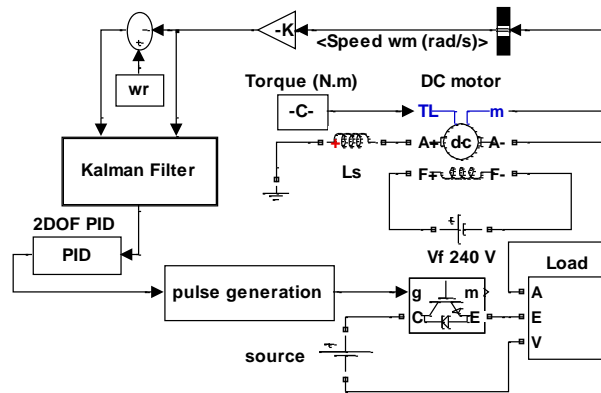 -K
<Speed wm (rad/s)>
wr
Torque (N.m)
DC motor
-C-
TL
m
A+
dc
A-
Ls
F+
F-
Kalman Filter
2DOF PID
PID
Vf 240 V
Load
pulse generation
g
m
C
E
A
E
V
source